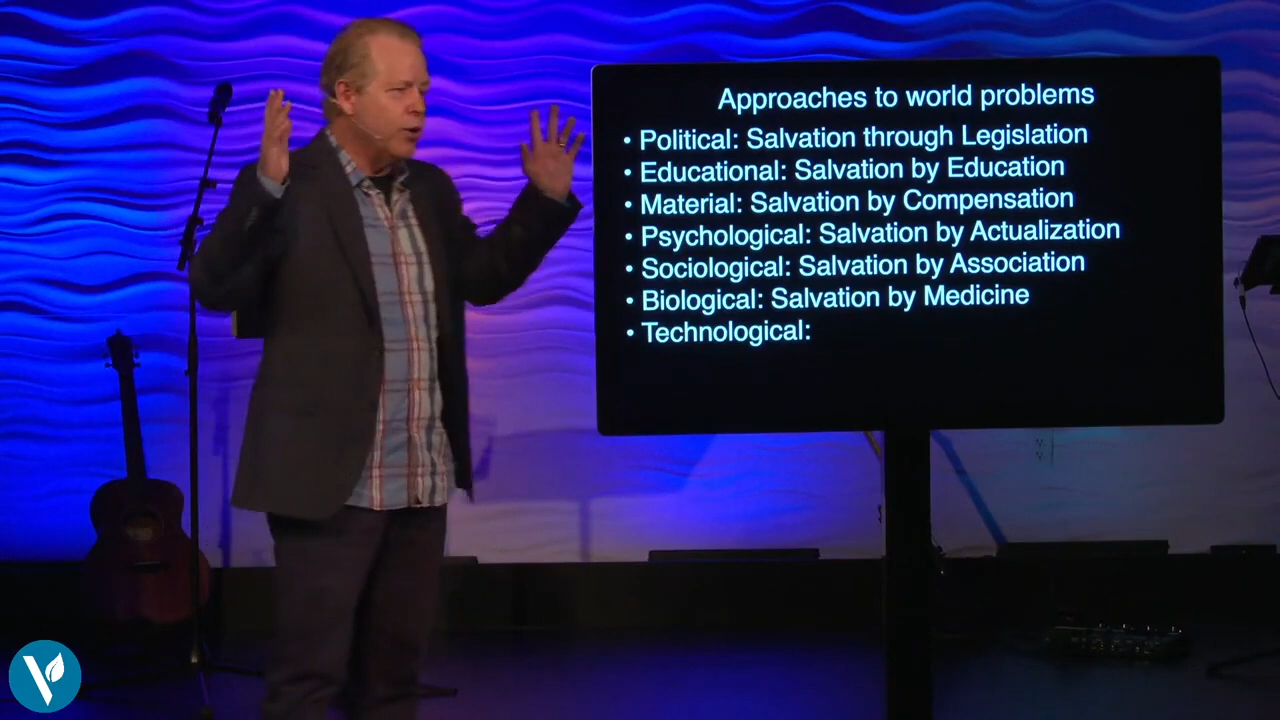 Approaches to world problems
• Political: Salvation through Legislation
• Educational: Salvation by Education
• Material: Salvation by Compensation
• Psychological: Salvation by Actualization
• Sociological: Salvation by Association
• Biological: Salvation by Medicine
• Technological: